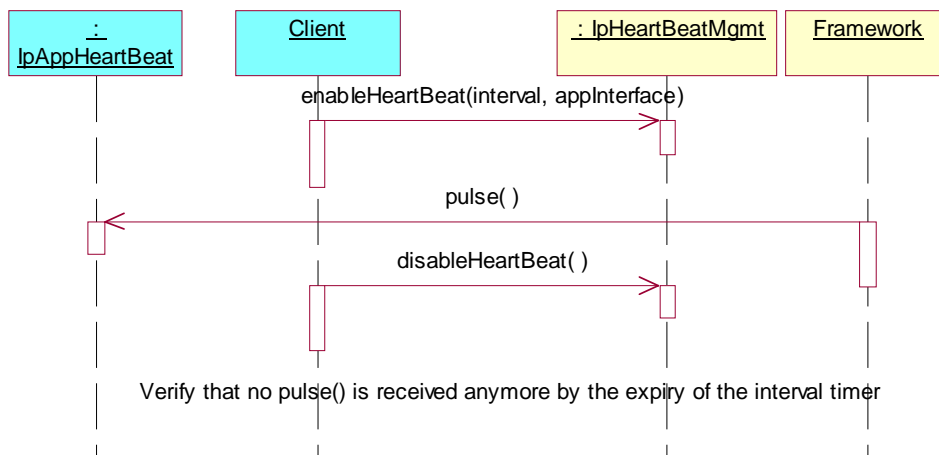 :
IpAppHeartBeat
Client
: IpHeartBeatMgmt
Framework
enableHeartBeat(interval, appInterface)
pulse( )
disableHeartBeat( )
Verify that no pulse() is received anymore by the expiry of the interval timer